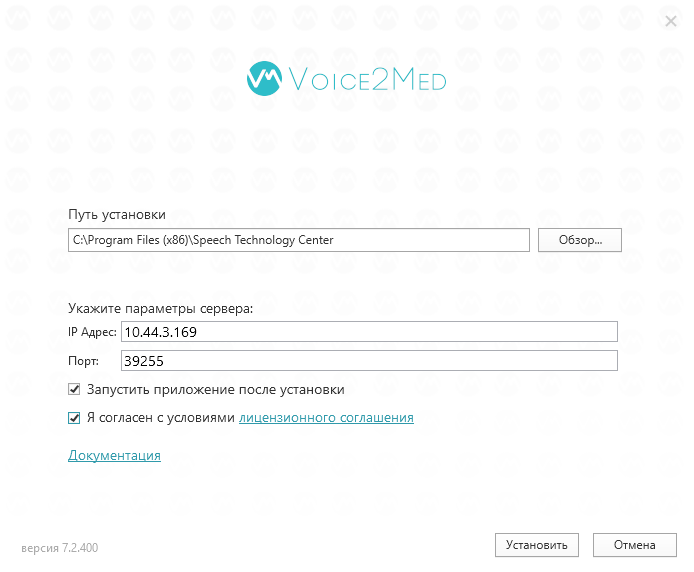 VOICE2MED
Путь установки
C:\Program Files (x86)\Speech Technology Center
Обзор...
Укажите параметры сервера:
IP Адрес: 10.44.3.169
Порт: 39255
Запустить приложение после установки
Я согласен с условиями лицензионного соглашения
Документация
версия 7.2.400
Установить Отмена